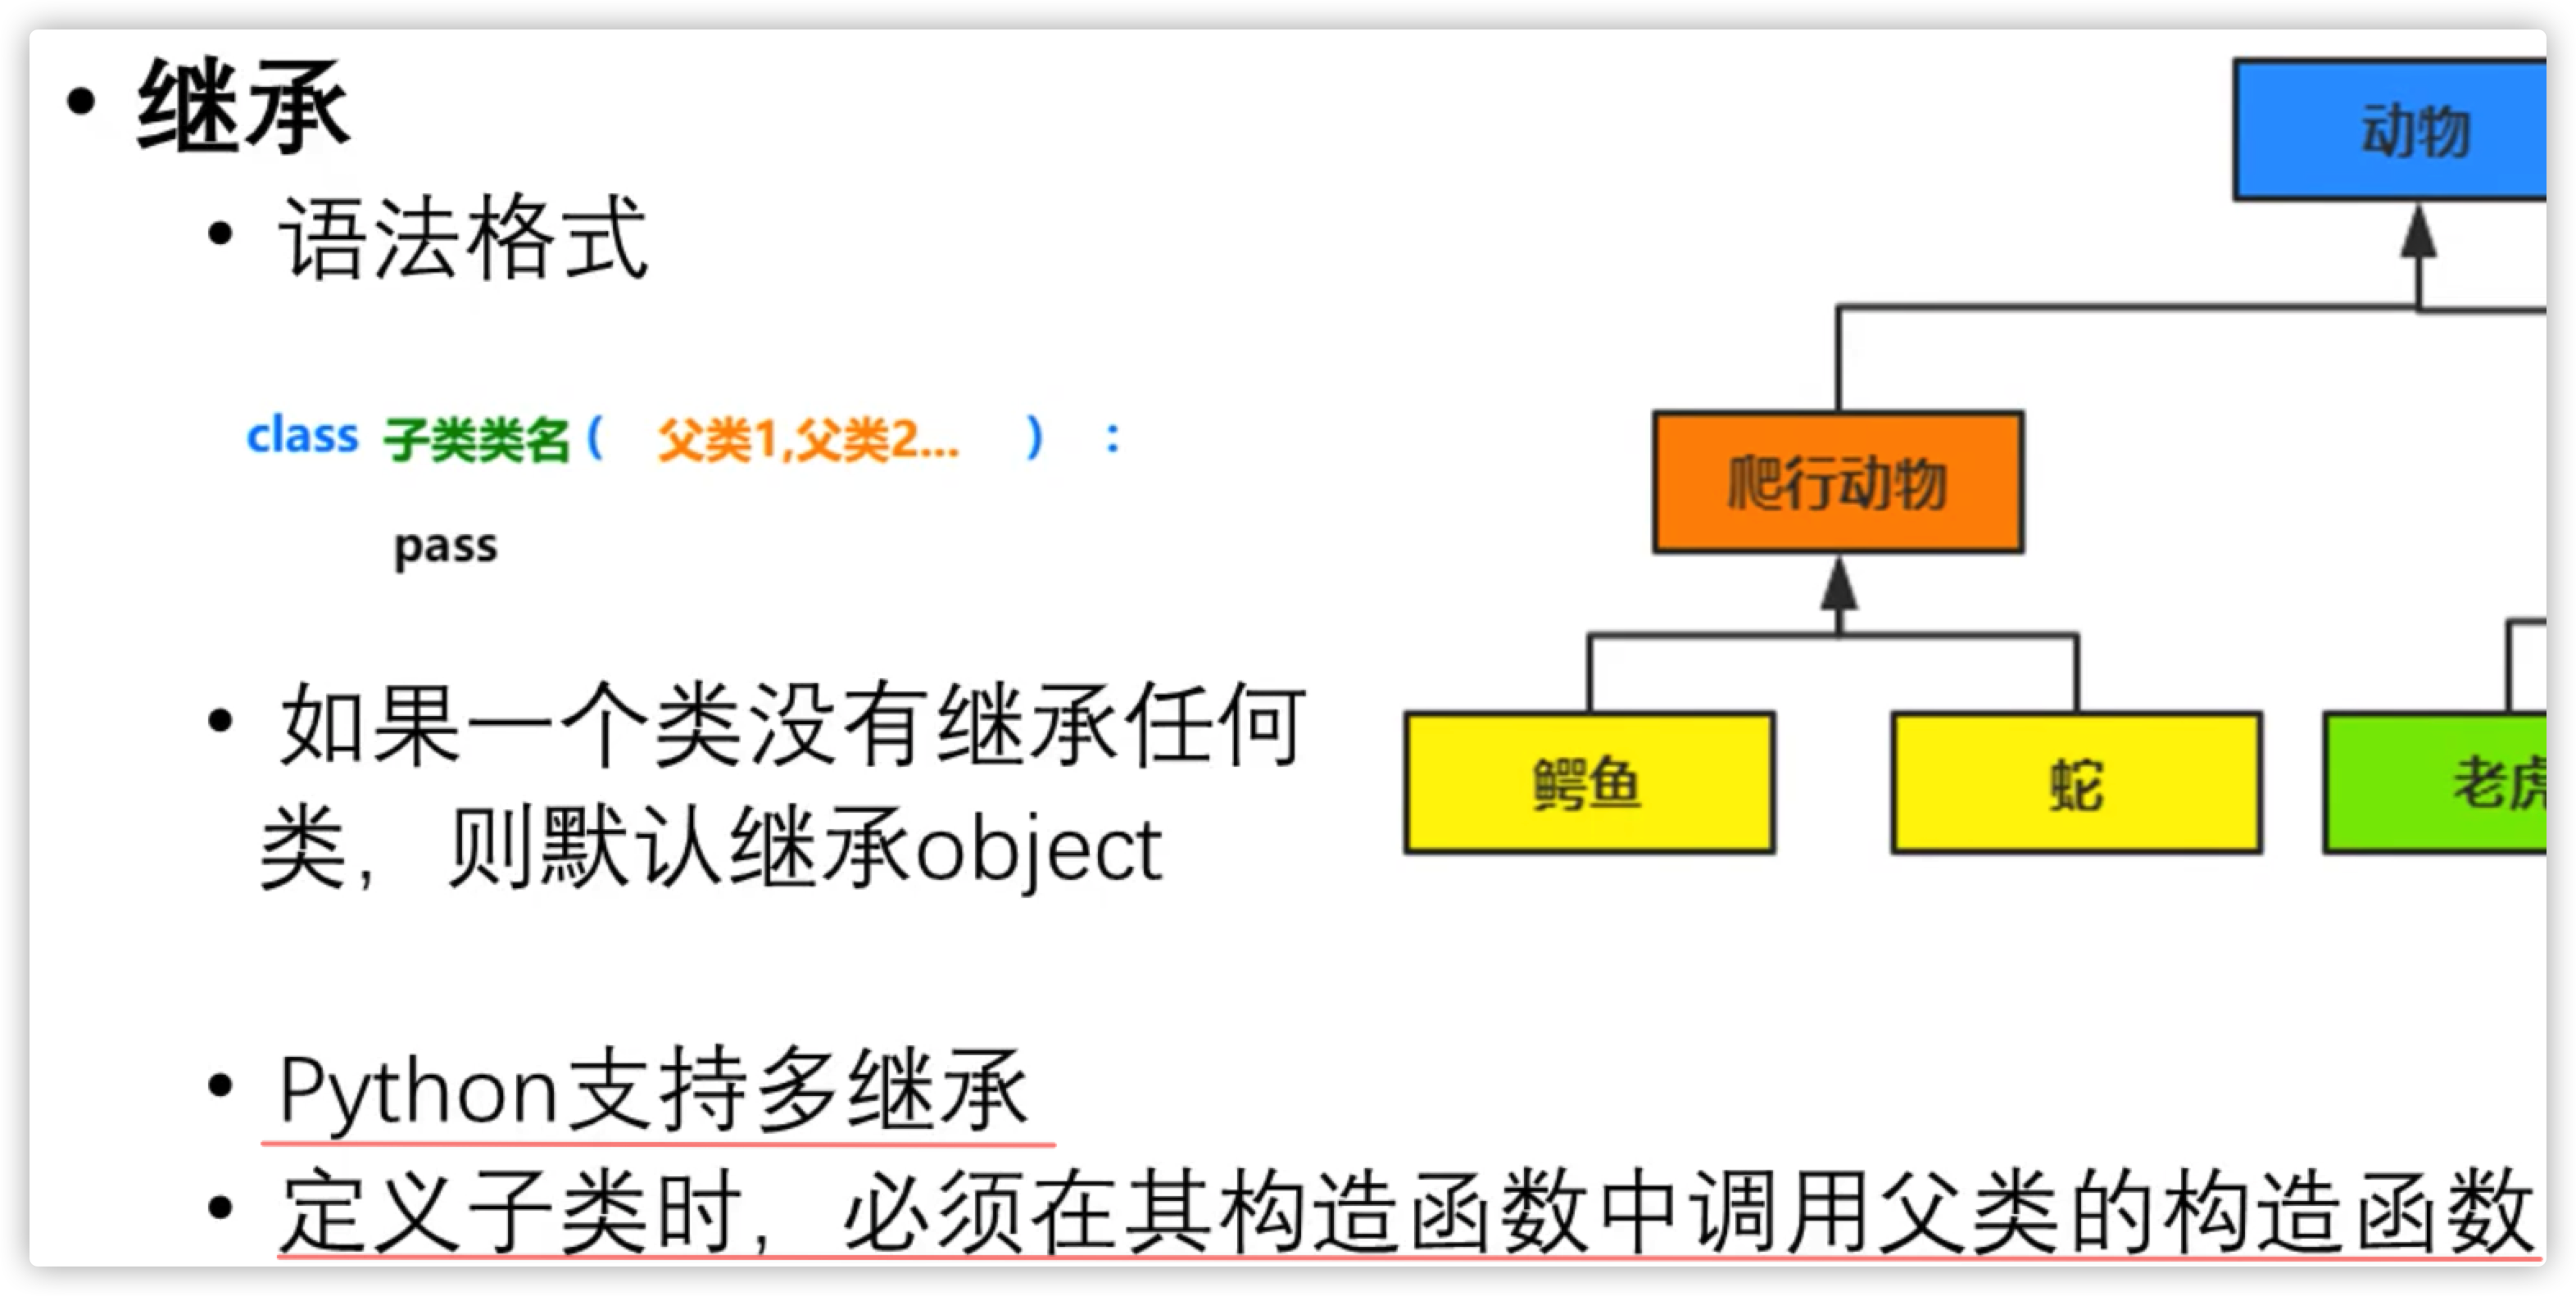 继承
语法格式
class 子类类名 ( 父类1,父类2... ) :
pass
如果一个类没有继承任何
类，则默认继承object
Python支持多继承
定义子类时，必须在其构造函数中调用父类的构造函数
动物
爬行动物
鳄鱼
蛇
老虎